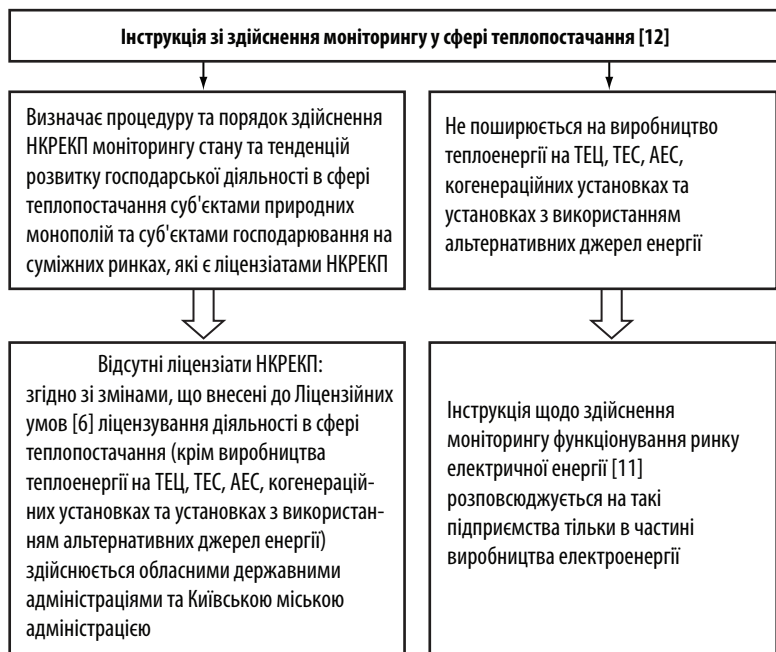 Інструкція зі здійснення моніторингу у сфері теплопостачання [12]
Визначає процедуру та порядок здійснення
НКРЕКП моніторингу стану та тенденцій
розвитку господарської діяльності в сфері
теплопостачання суб'єктами природних
монополій та суб'єктами господарювання на
суміжних ринках, які є ліцензіатами НКРЕКП
Не поширюється на виробництво
теплоенергії на ТЕЦ, ТЕС, АЕС,
когенераційних установках та
установках з використанням
альтернативних джерел енергії
Відсутні ліцензіати НКРЕКП:
згідно зі змінами, що внесені до Ліцензійних
умов [6] ліцензування діяльності в сфері
теплопостачання (крім виробництва
теплоенергії на ТЕЦ, ТЕС, АЕС, когенерацій-
них установках та установках з використан-
ням альтернативних джерел енергії)
здійснюється обласними державними
адміністраціями та Київською міською
адміністрацією
Інструкція щодо здійснення
моніторингу функціонування ринку
електричної енергії [11]
розповсюджується на такі
підприємства тільки в частині
виробництва електроенергії